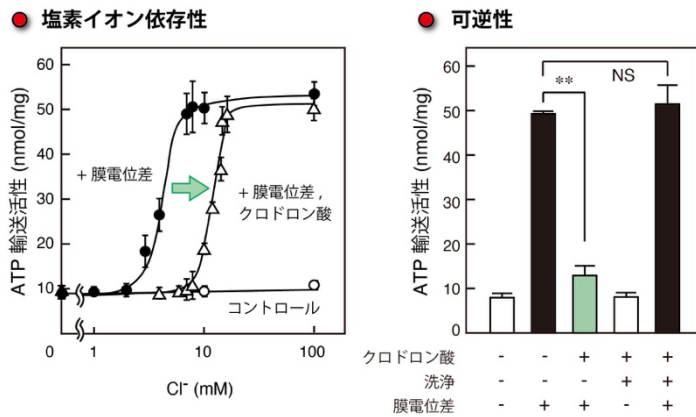 塩素イオン依存性
ATP 輸送活性 (nmol/mg)
60
50
40
30
20
10
0
+ 膜電位差
+ 膜電位差 ,
クロドロン酸
コントロール
1
10
100
Cl⁻ (mM)
可逆性
ATP 輸送活性 (nmol/mg)
60
50
40
30
20
10
0
NS
**
クロドロン酸 - - + + +
洗浄 - - - + +
膜電位差 - + + - +